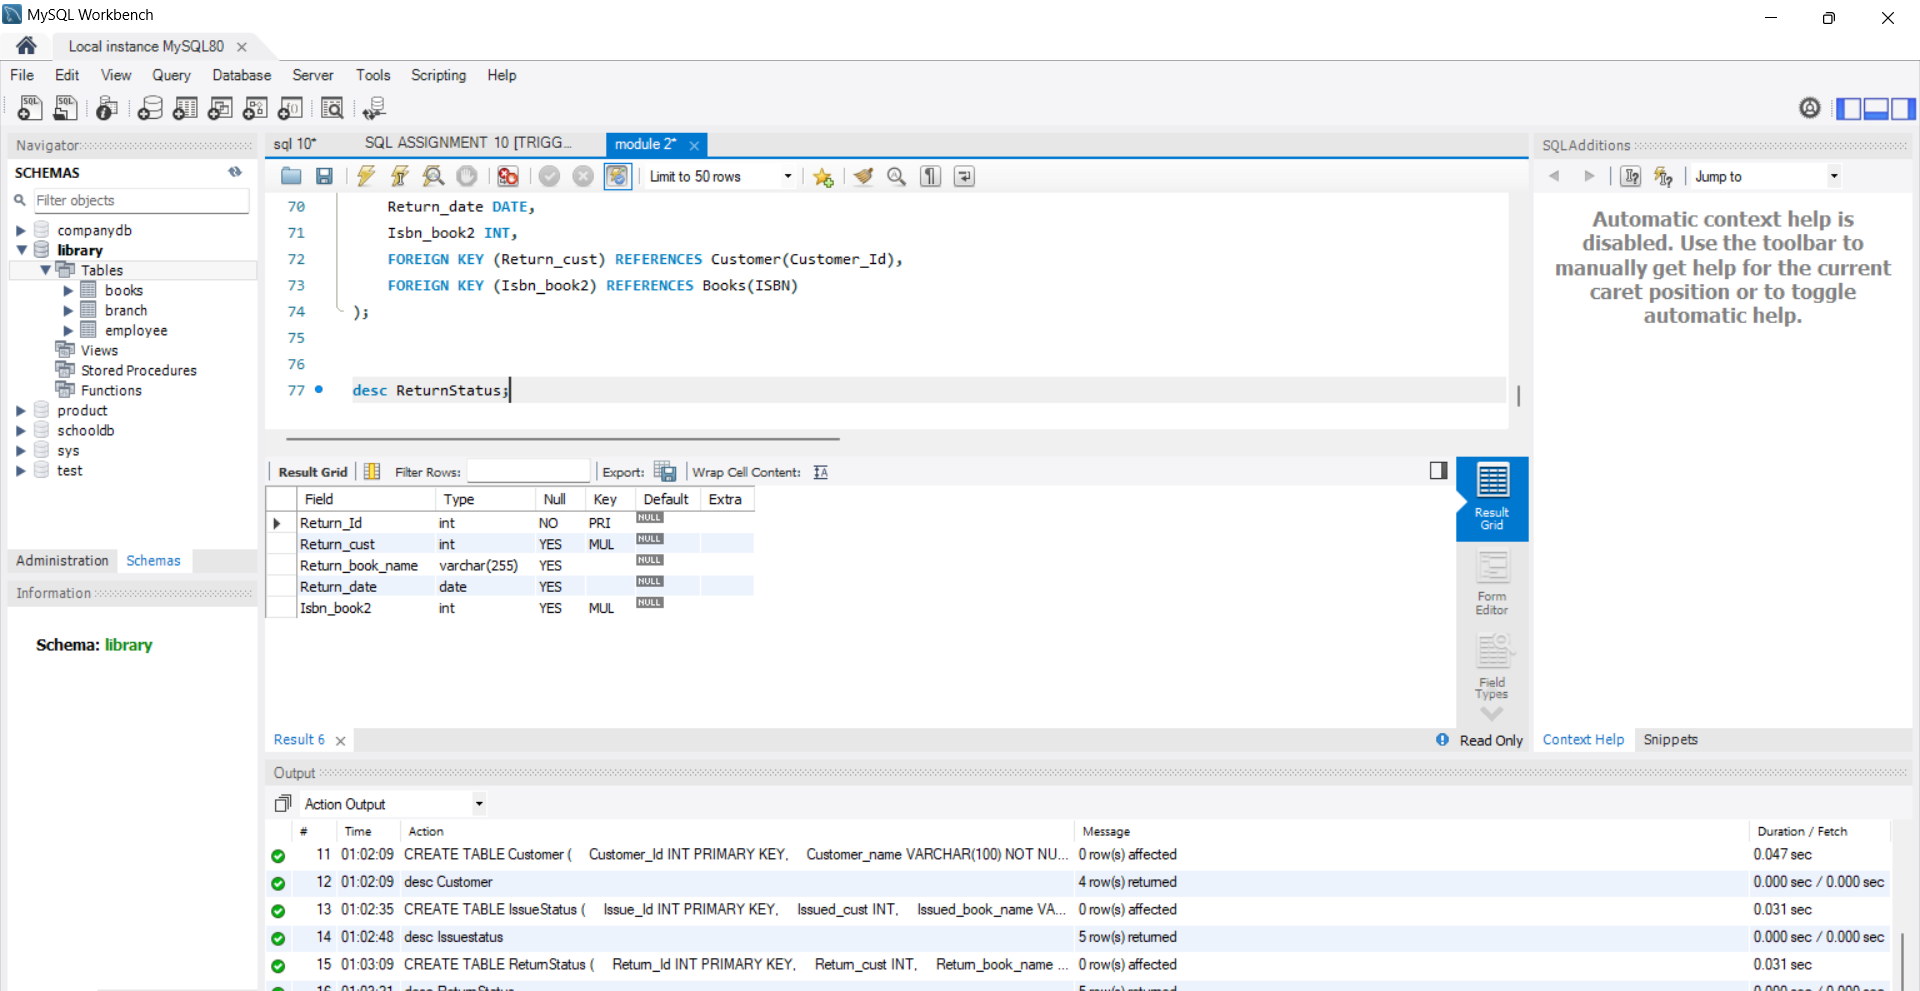 MySQL Workbench
Local instance MySQL80
File Edit View Query Database Server Tools Scripting Help
Navigator
SCHEMAS
Filter objects
companydb
library
Tables
books
branch
employee
Views
Stored Procedures
Functions
product
schooldb
sys
test
Administration Schemas
Information
Schema: library
sql 10* SQL ASSIGNMENT 10 [TRIGG... module 2*
Limit to 50 rows
70 Return_date DATE,
71 Isbn_book2 INT,
72 FOREIGN KEY (Return_cust) REFERENCES Customer(Customer_Id),
73 FOREIGN KEY (Isbn_book2) REFERENCES Books(ISBN)
74 );
75
76
77 desc ReturnStatus;
Result Grid Filter Rows: Export: Wrap Cell Content:
Field Type Null Key Default Extra
Return_Id int NO PRI NULL
Return_cust int YES MUL NULL
Return_book_name varchar(255) YES NULL
Return_date date YES NULL
Isbn_book2 int YES MUL NULL
Result Grid
Form Editor
Field Types
Result 6
Read Only
SQLAdditions
Jump to
Automatic context help is
disabled. Use the toolbar to
manually get help for the current
caret position or to toggle
automatic help.
Context Help Snippets
Output
Action Output
# Time Action Message Duration / Fetch
11 01:02:09 CREATE TABLE Customer ( Customer_Id INT PRIMARY KEY, Customer_name VARCHAR(100) NOT NU... 0 row(s) affected 0.047 sec
12 01:02:09 desc Customer 4 row(s) returned 0.000 sec / 0.000 sec
13 01:02:35 CREATE TABLE IssueStatus ( Issue_Id INT PRIMARY KEY, Issued_cust INT, Issued_book_name VA... 0 row(s) affected 0.031 sec
14 01:02:48 desc Issuestatus 5 row(s) returned 0.000 sec / 0.000 sec
15 01:03:09 CREATE TABLE ReturnStatus ( Return_Id INT PRIMARY KEY, Return_cust INT, Return_book_name ... 0 row(s) affected 0.031 sec
16 01:03:21 desc ReturnStatus 5 row(s) returned 0.000 sec / 0.000 sec